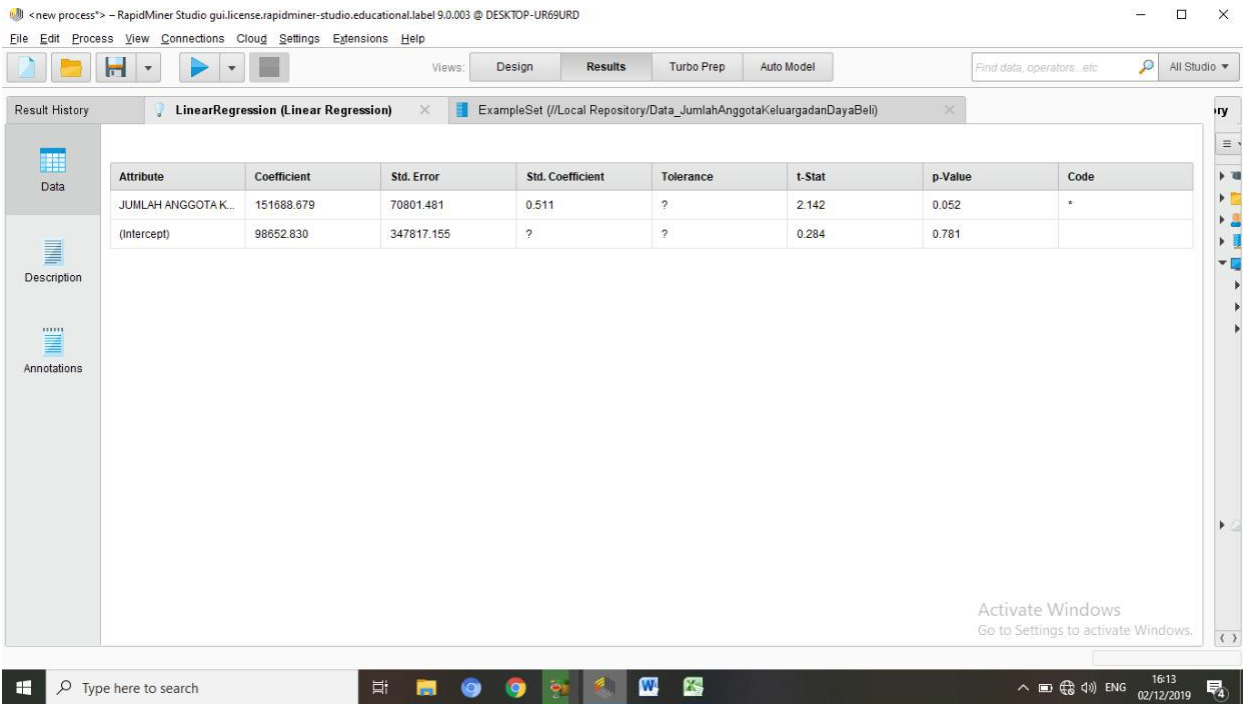 <new process*> – RapidMiner Studio gui.license.rapidminer-studio.educational.label 9.0.003 @ DESKTOP-UR69URD
File Edit Process View Connections Cloud Settings Extensions Help
Views: Design Results Turbo Prep Auto Model Find data, operators...etc All Studio
Result History LinearRegression (Linear Regression) ExampleSet (//Local Repository/Data_JumlahAnggotaKeluargadanDayaBeli) ry
Data
Description
Annotations
Attribute Coefficient Std. Error Std. Coefficient Tolerance t-Stat p-Value Code
JUMLAH ANGGOTA K... 151688.679 70801.481 0.511 ? 2.142 0.052 *
(Intercept) 98652.830 347817.155 ? ? 0.284 0.781
Activate Windows
Go to Settings to activate Windows.
Type here to search ENG 16:13
02/12/2019 4